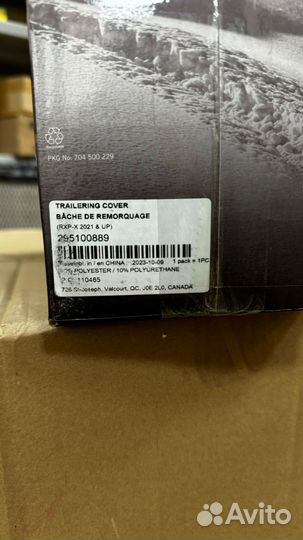 PKG No. 704 500 229
TRAILERING COVER
BÂCHE DE REMORQUAGE
(RXP-X 2021 & UP)
295100889
in / en CHINA 2023-10-09 1 pack = 1PC
POLYESTER / 10% POLYURETHANE
110465
726 St-Joseph, Valcourt, QC, J0E 2L0, CANADA
Avito